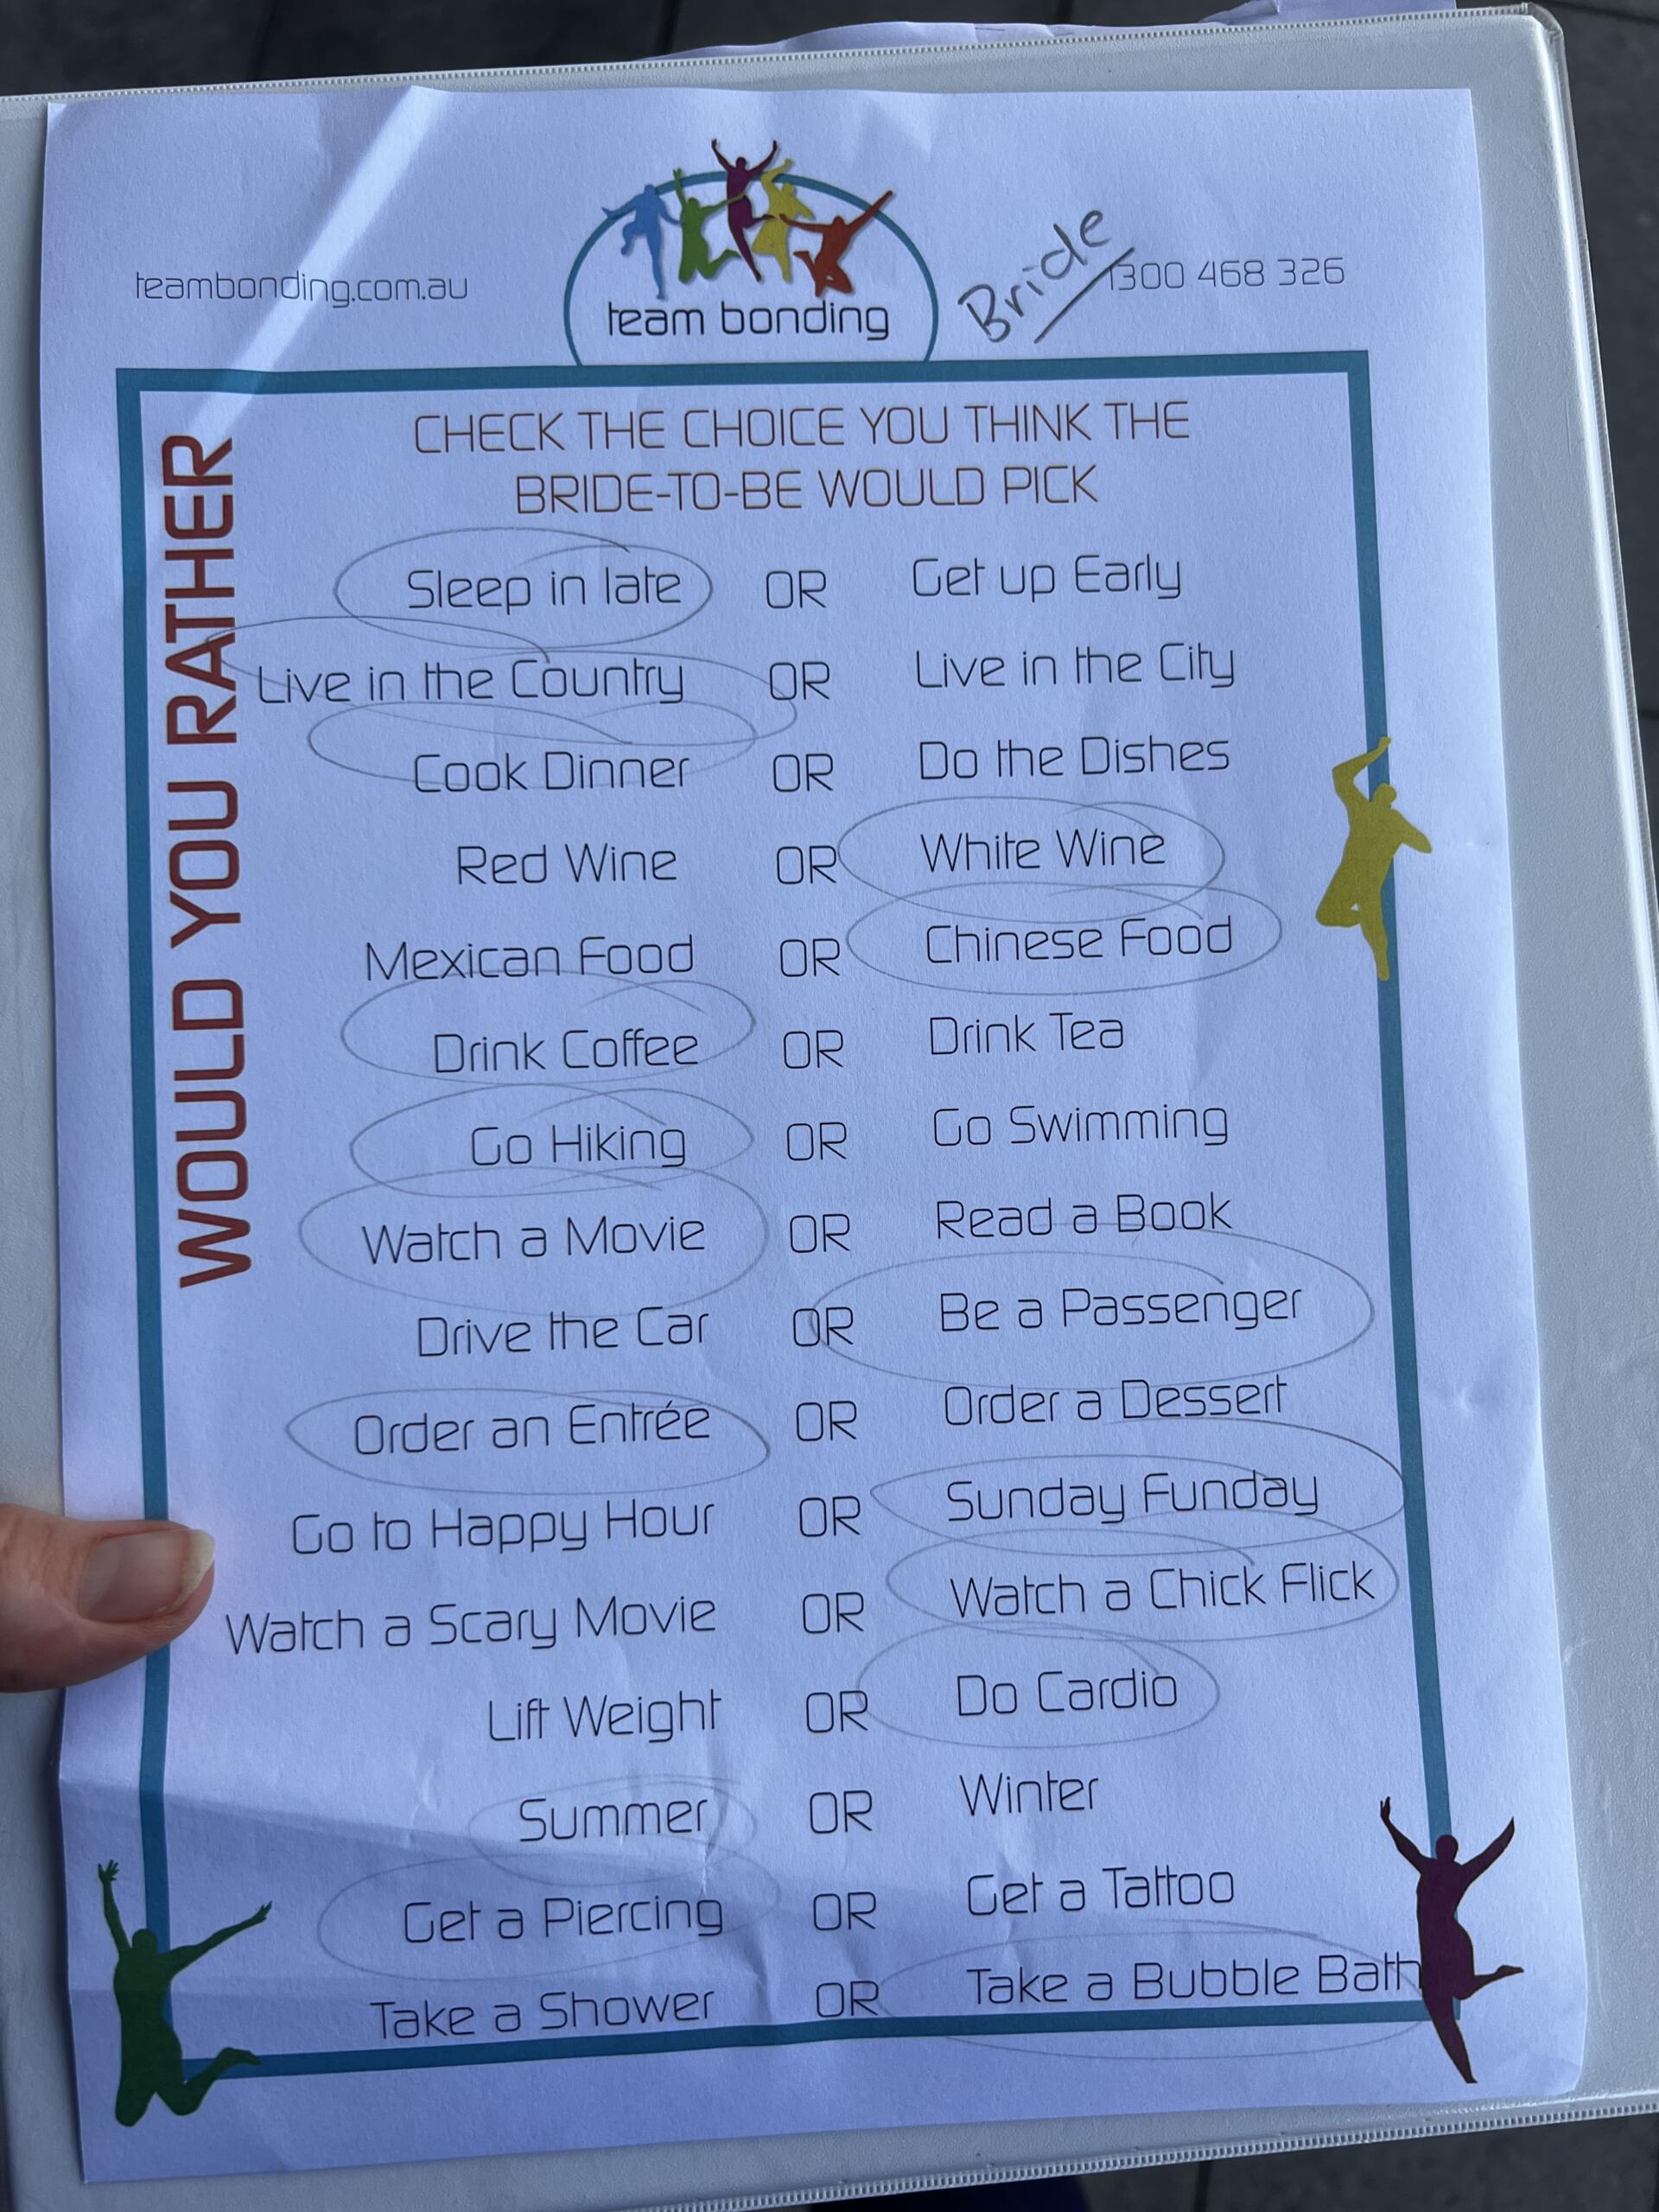 teambonding.com.au
team bonding
Bride
1300 468 326
WOULD YOU RATHER
CHECK THE CHOICE YOU THINK THE
BRIDE-TO-BE WOULD PICK
Sleep in late OR Get up Early
Live in the Country OR Live in the City
Cook Dinner OR Do the Dishes
Red Wine OR White Wine
Mexican Food OR Chinese Food
Drink Coffee OR Drink Tea
Go Hiking OR Go Swimming
Watch a Movie OR Read a Book
Drive the Car OR Be a Passenger
Order an Entrée OR Order a Dessert
Go to Happy Hour OR Sunday Funday
Watch a Scary Movie OR Watch a Chick Flick
Lift Weight OR Do Cardio
Summer OR Winter
Get a Piercing OR Get a Tattoo
Take a Shower OR Take a Bubble Bath